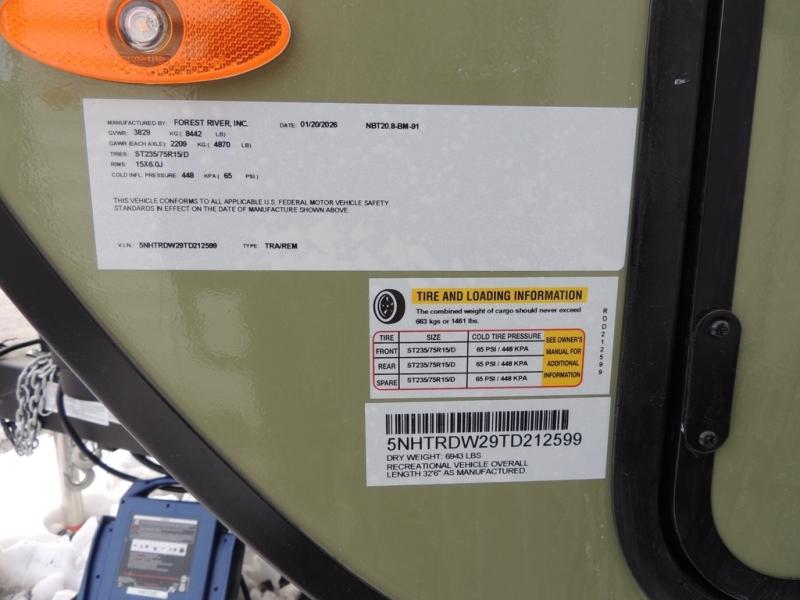 MANUFACTURED BY: FOREST RIVER, INC. DATE: 01/20/2026 NBT20.8-BM-91
GVWR: 3829 KG ( 8442 LB)
GAWR (EACH AXLE): 2209 KG ( 4870 LB)
TIRES: ST235/75R15/D
RIMS: 15X6.0J
COLD INFL. PRESSURE: 448 KPA ( 65 PSI )
THIS VEHICLE CONFORMS TO ALL APPLICABLE U.S. FEDERAL MOTOR VEHICLE SAFETY
STANDARDS IN EFFECT ON THE DATE OF MANUFACTURE SHOWN ABOVE.
V.I.N.: 5NHTRDW29TD212599 TYPE: TRA/REM
TIRE AND LOADING INFORMATION
The combined weight of cargo should never exceed
663 kgs or 1461 lbs.
TIRE SIZE COLD TIRE PRESSURE
FRONT ST235/75R15/D 65 PSI / 448 KPA
REAR ST235/75R15/D 65 PSI / 448 KPA
SPARE ST235/75R15/D 65 PSI / 448 KPA
SEE OWNER'S
MANUAL FOR
ADDITIONAL
INFORMATION
RDD212599
5NHTRDW29TD212599
DRY WEIGHT: 6943 LBS
RECREATIONAL VEHICLE OVERALL
LENGTH 32'6" AS MANUFACTURED.